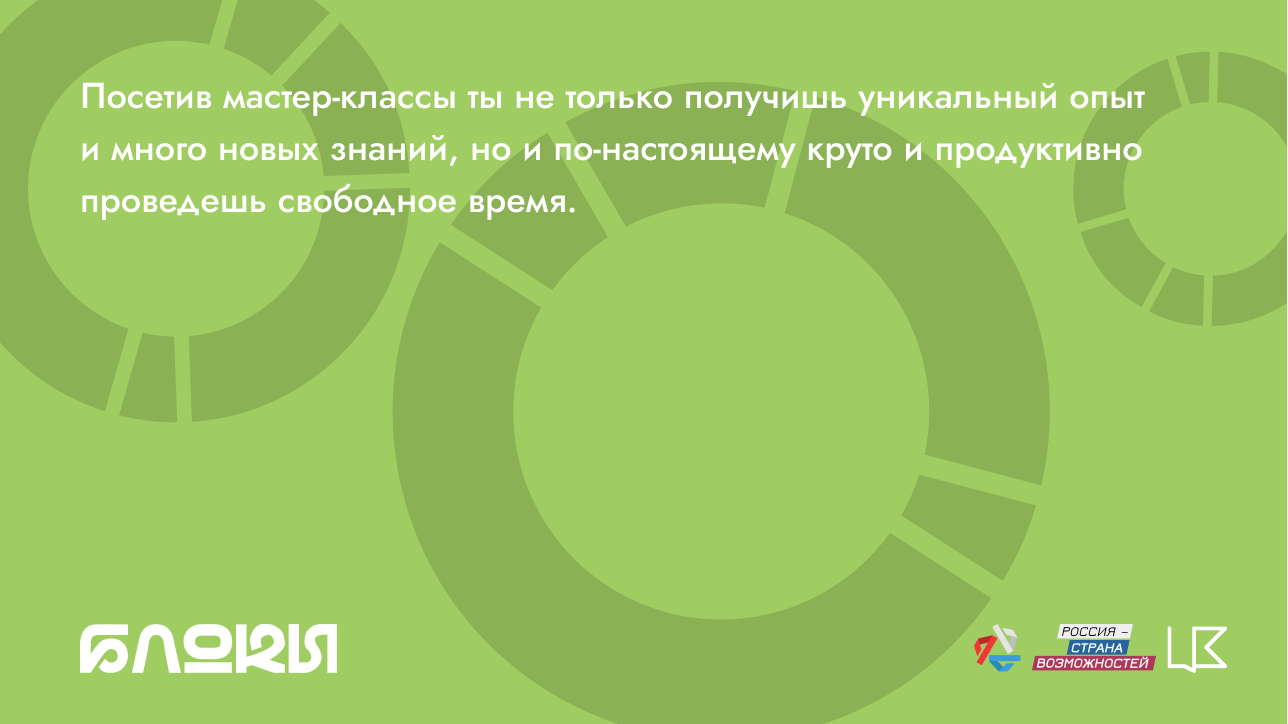 Посетив мастер-классы ты не только получишь уникальный опыт
и много новых знаний, но и по-настоящему круто и продуктивно
проведешь свободное время.
БЛОКИ
РОССИЯ –
СТРАНА
ВОЗМОЖНОСТЕЙ